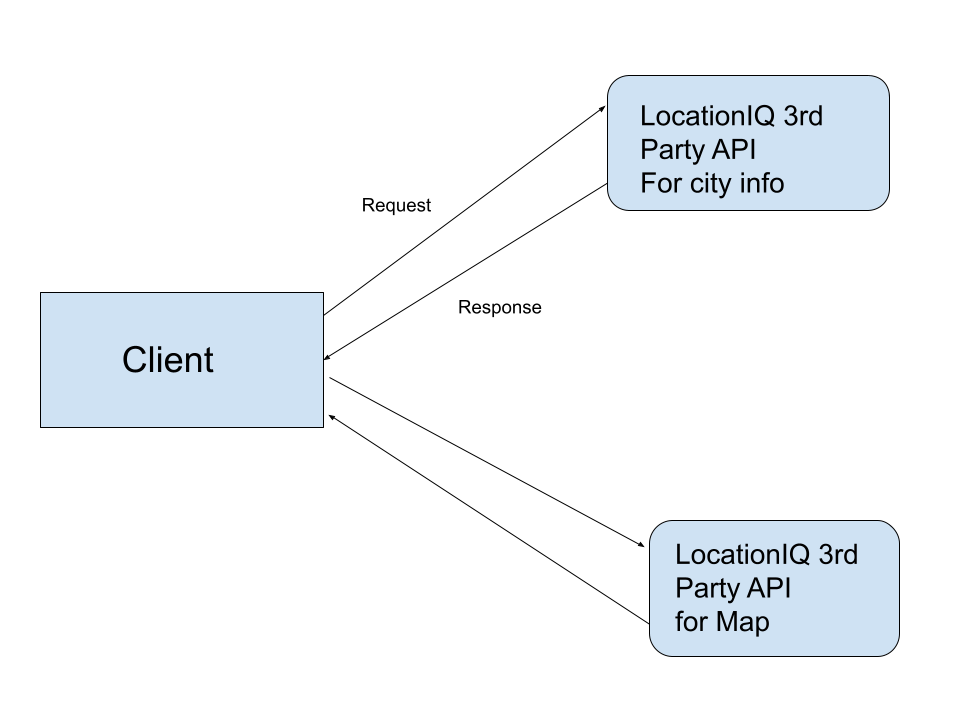 LocationIQ 3rd
Party API
For city info
Request
Response
Client
LocationIQ 3rd
Party API
for Map